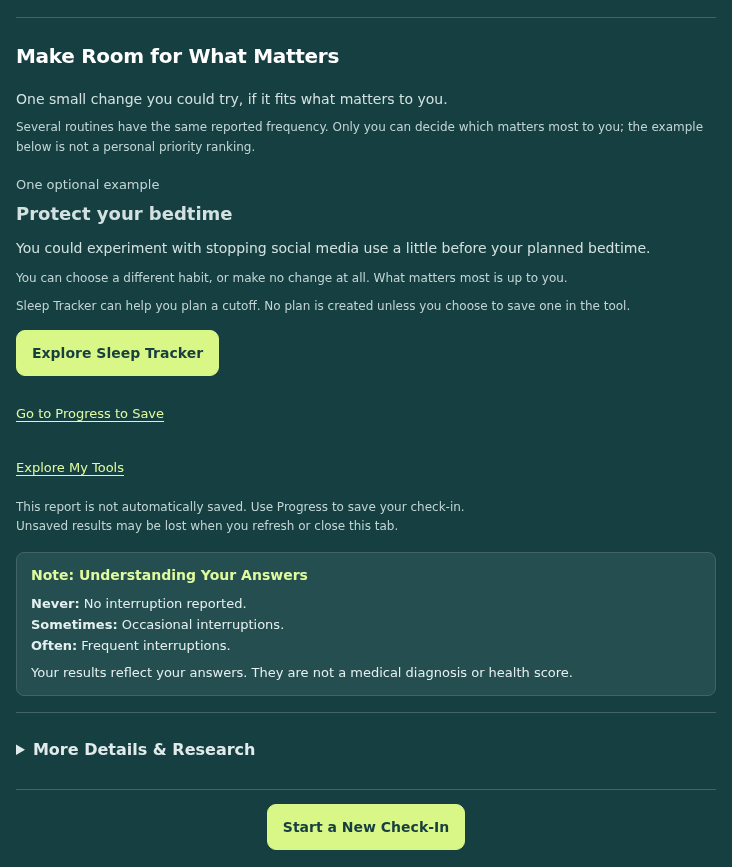 Make Room for What Matters
One small change you could try, if it fits what matters to you.
Several routines have the same reported frequency. Only you can decide which matters most to you; the example
below is not a personal priority ranking.
One optional example
Protect your bedtime
You could experiment with stopping social media use a little before your planned bedtime.
You can choose a different habit, or make no change at all. What matters most is up to you.
Sleep Tracker can help you plan a cutoff. No plan is created unless you choose to save one in the tool.
Explore Sleep Tracker
Go to Progress to Save
Explore My Tools
This report is not automatically saved. Use Progress to save your check-in.
Unsaved results may be lost when you refresh or close this tab.
Note: Understanding Your Answers
Never: No interruption reported.
Sometimes: Occasional interruptions.
Often: Frequent interruptions.
Your results reflect your answers. They are not a medical diagnosis or health score.
More Details & Research
Start a New Check-In